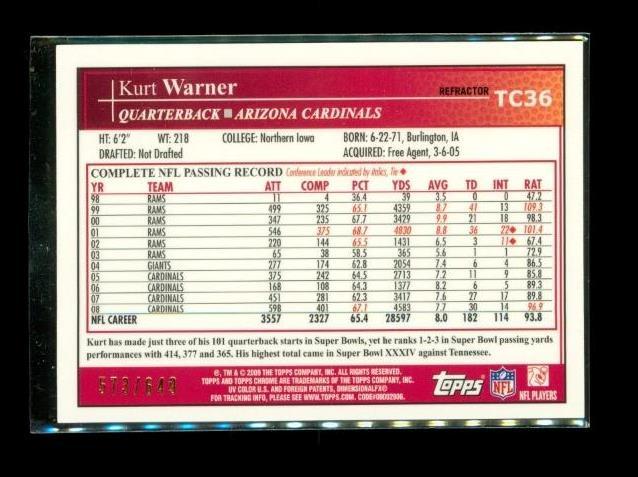 Kurt Warner
REFRACTOR TC36
QUARTERBACK ■ ARIZONA CARDINALS
HT: 6'2" WT: 218 COLLEGE: Northern Iowa BORN: 6-22-71, Burlington, IA
DRAFTED: Not Drafted ACQUIRED: Free Agent, 3-6-05
COMPLETE NFL PASSING RECORD Conference Leader indicated by italics, Tie ♦
YR TEAM ATT COMP PCT YDS AVG TD INT RAT
98 RAMS 11 4 36.4 39 3.5 0 0 47.2
99 RAMS 499 325 65.1 4359 8.7 41 13 109.3
00 RAMS 347 235 67.7 3429 9.9 21 18 98.3
01 RAMS 546 375 68.7 4830 8.8 36 22♦ 101.4
02 RAMS 220 144 65.5 1431 6.5 3 11♦ 67.4
03 RAMS 65 38 58.5 365 5.6 1 1 72.9
04 GIANTS 277 174 62.8 2054 7.4 6 4 86.5
05 CARDINALS 375 242 64.5 2713 7.2 11 9 85.8
06 CARDINALS 168 108 64.3 1377 8.2 6 5 89.3
07 CARDINALS 451 281 62.3 3417 7.6 27 17 89.8
08 CARDINALS 598 401 67.1 4583 7.7 30 14 96.9
NFL CAREER 3557 2327 65.4 28597 8.0 182 114 93.8
Kurt has made just three of his 101 quarterback starts in Super Bowls, yet he ranks 1-2-3 in Super Bowl passing yards
performances with 414, 377 and 365. His highest total came in Super Bowl XXXIV against Tennessee.
573/649
®, TM & © 2009 THE TOPPS COMPANY, INC. ALL RIGHTS RESERVED.
TOPPS AND TOPPS CHROME ARE TRADEMARKS OF THE TOPPS COMPANY, INC.
UV COLOR U.S. AND FOREIGN PATENTS, DIMENSIONALFX®
FOR TRACKING INFO, PLEASE SEE WWW.TOPPS.COM. CODE#09002906.
Topps
NFL
NFL PLAYERS